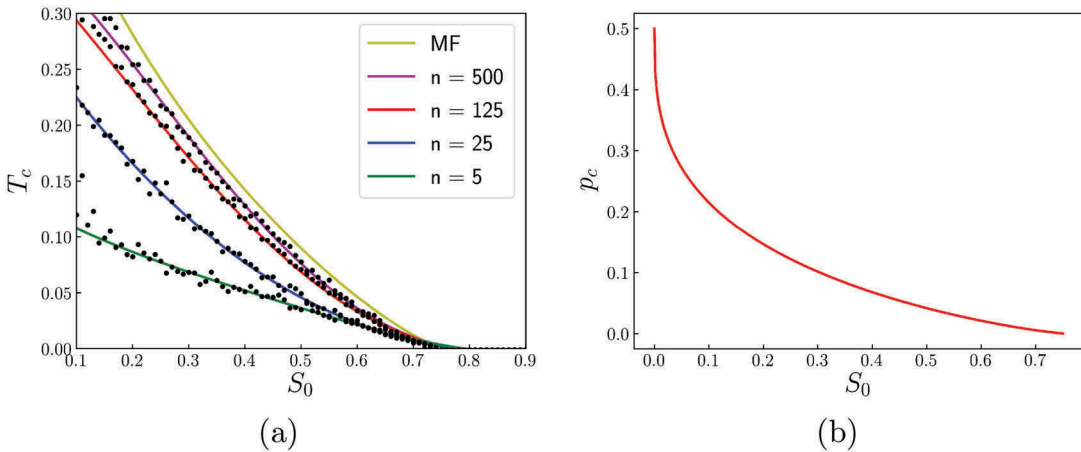 0.30
0.25
0.20
0.15
0.10
0.05
0.00
T_c
0.1 0.2 0.3 0.4 0.5 0.6 0.7 0.8 0.9
S_0
MF
n = 500
n = 125
n = 25
n = 5
(a)
0.5
0.4
0.3
0.2
0.1
0.0
p_c
0.0 0.1 0.2 0.3 0.4 0.5 0.6 0.7
S_0
(b)